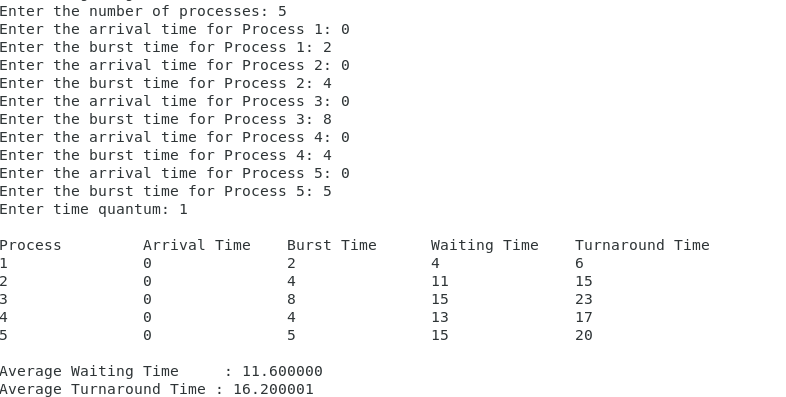 Enter the number of processes: 5
Enter the arrival time for Process 1: 0
Enter the burst time for Process 1: 2
Enter the arrival time for Process 2: 0
Enter the burst time for Process 2: 4
Enter the arrival time for Process 3: 0
Enter the burst time for Process 3: 8
Enter the arrival time for Process 4: 0
Enter the burst time for Process 4: 4
Enter the arrival time for Process 5: 0
Enter the burst time for Process 5: 5
Enter time quantum: 1
Process Arrival Time Burst Time Waiting Time Turnaround Time
1 0 2 4 6
2 0 4 11 15
3 0 8 15 23
4 0 4 13 17
5 0 5 15 20
Average Waiting Time : 11.600000
Average Turnaround Time : 16.200001